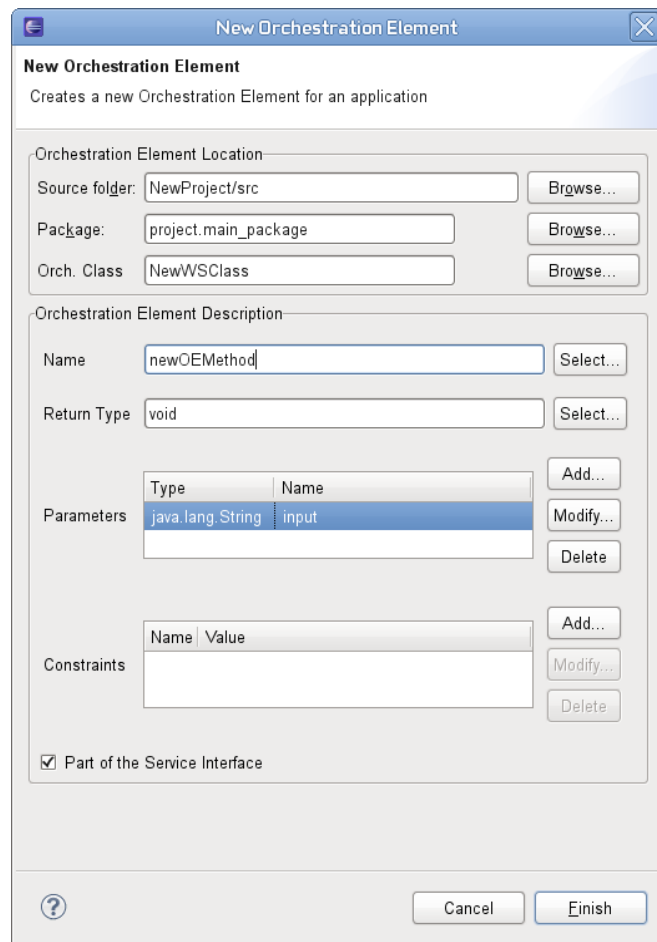 New Orchestration Element
New Orchestration Element
Creates a new Orchestration Element for an application
Orchestration Element Location
Source folder: NewProject/src Browse...
Package: project.main_package Browse...
Orch. Class NewWSClass Browse...
Orchestration Element Description
Name newOEMethod Select...
Return Type void Select...
Add...
Type Name
Parameters java.lang.String input Modify...
Delete
Add...
Name Value
Constraints Modify...
Delete
Part of the Service Interface
? Cancel Finish